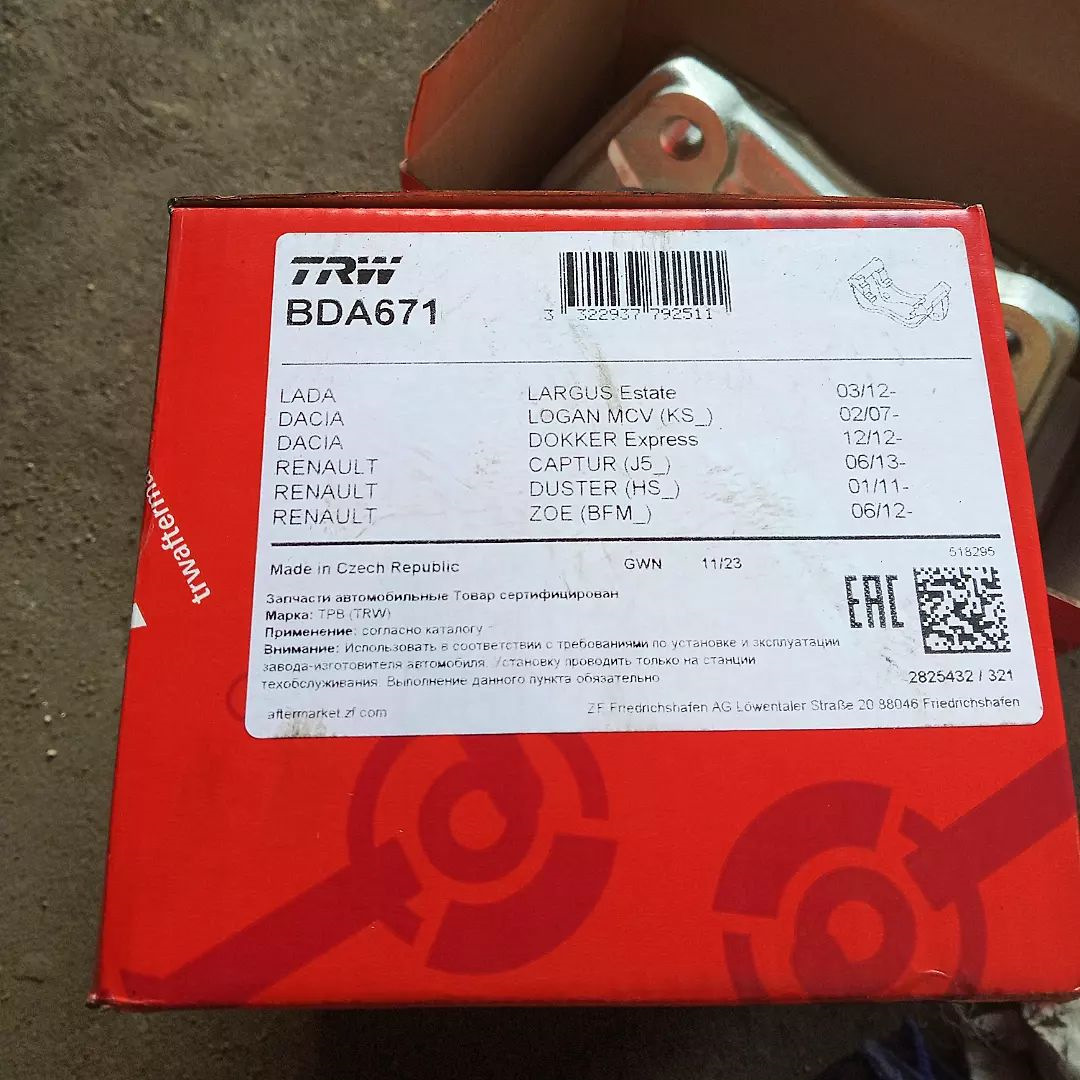 TRW
BDA671
3 322937 792511
LADA LARGUS Estate 03/12-
DACIA LOGAN MCV (KS_) 02/07-
DACIA DOKKER Express 12/12-
RENAULT CAPTUR (J5_) 06/13-
RENAULT DUSTER (HS_) 01/11-
RENAULT ZOE (BFM_) 06/12-
518295
Made in Czech Republic GWN 11/23
Запчасти автомобильные Товар сертифицирован
Марка: ТРВ (TRW)
Применение: согласно каталогу
Внимание: Использовать в соответствии с требованиями по установке и эксплуатации
завода-изготовителя автомобиля. Установку проводить только на станции
техобслуживания. Выполнение данного пункта обязательно
EAC
2825432 / 321
aftermarket.zf.com ZF Friedrichshafen AG Löwentaler Straße 20 88046 Friedrichshafen
trwafterma